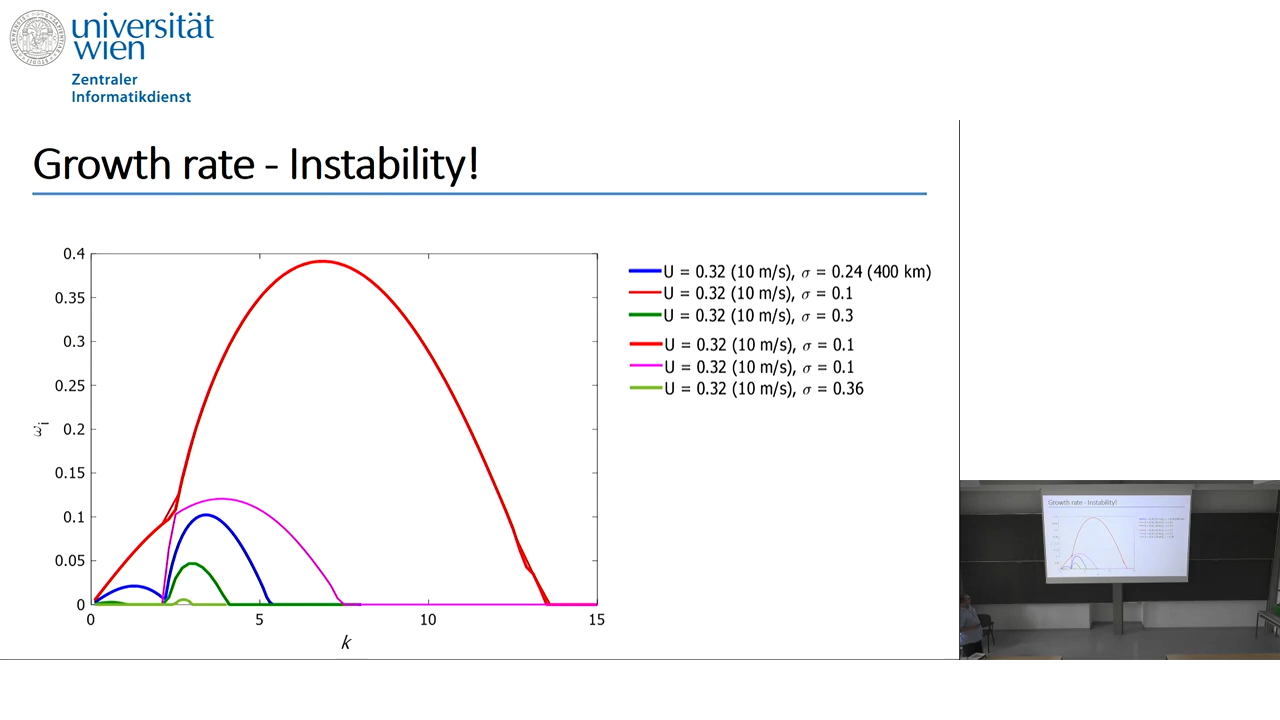 universität
wien
Zentraler
Informatikdienst
Growth rate - Instability!
0.4
0.35
0.3
0.25
0.2
0.15
0.1
0.05
0
ωi
0 5 10 15
k
U = 0.32 (10 m/s), σ = 0.24 (400 km)
U = 0.32 (10 m/s), σ = 0.1
U = 0.32 (10 m/s), σ = 0.3
U = 0.32 (10 m/s), σ = 0.1
U = 0.32 (10 m/s), σ = 0.1
U = 0.32 (10 m/s), σ = 0.36
Growth rate - Instability!